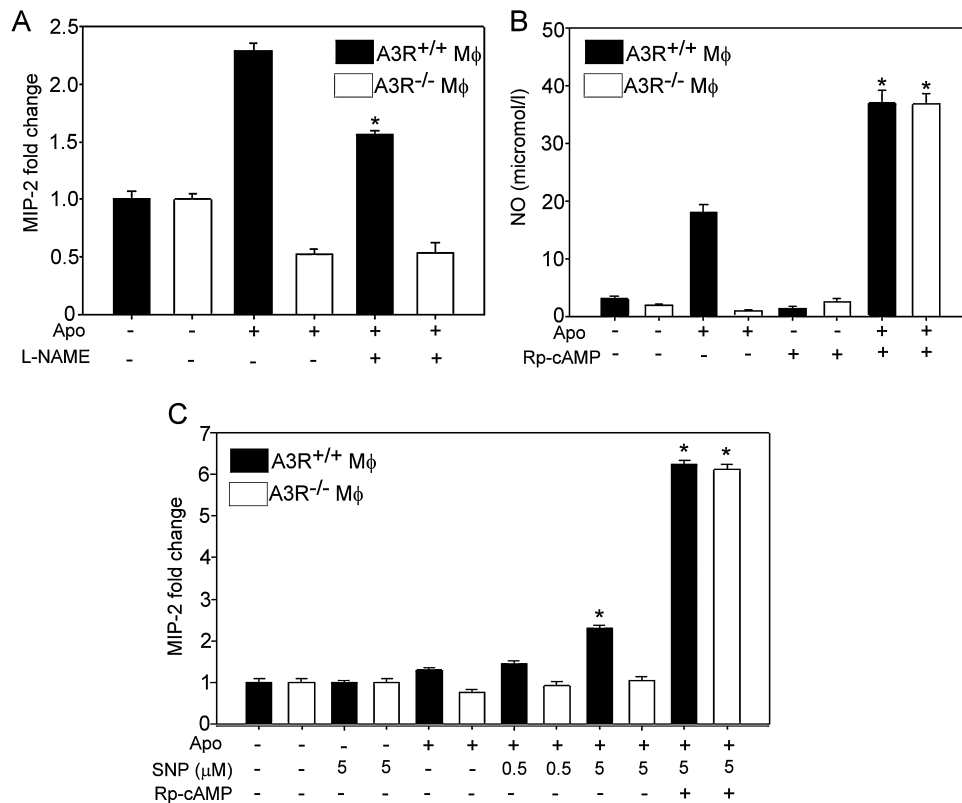 A
MIP-2 fold change
2.5
2.0
1.5
1.0
0.5
0
A3R+/+ Mϕ
A3R-/- Mϕ
*
Apo - - + + + +
L-NAME - - - - + +
B
NO (micromol/l)
50
40
30
20
10
0
A3R+/+ Mϕ
A3R-/- Mϕ
* *
Apo - - + + - - + +
Rp-cAMP - - - - + + + +
C
MIP-2 fold change
7
6
5
4
3
2
1
0
A3R+/+ Mϕ
A3R-/- Mϕ
* * *
Apo - - - - + + + + + + + +
SNP (μM) - - 5 5 - - 0.5 0.5 5 5 5 5
Rp-cAMP - - - - - - - - - - + +